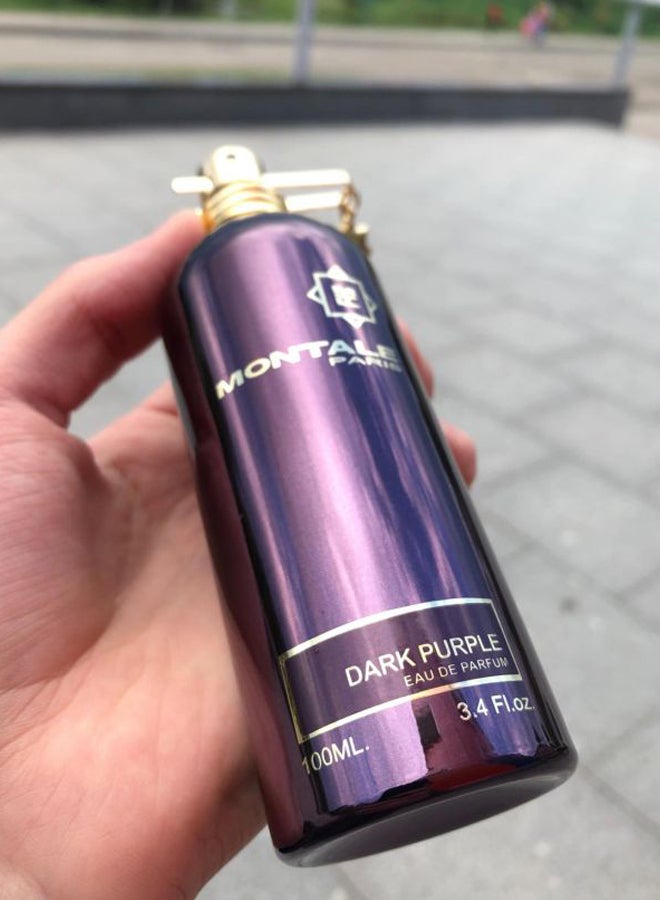 MONTALE
PARIS
DARK PURPLE
EAU DE PARFUM
100ML.
3.4 Fl.oz.